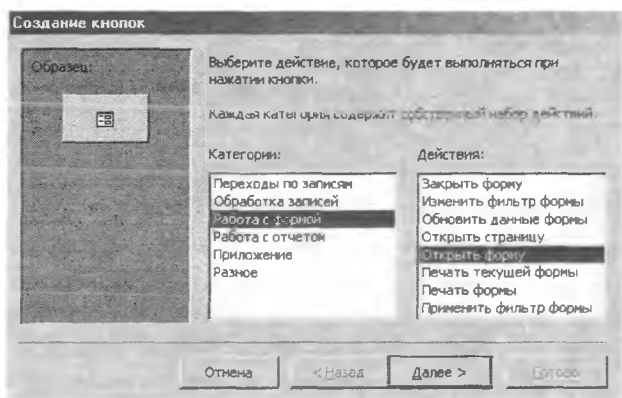 Создание кнопок
Образец:
Выберите действие, которое будет выполняться при
нажатии кнопки.
Каждая категория содержит собственный набор действий.
Категории:
Действия:
Переходы по записям
Обработка записей
Работа с формой
Работа с отчетом
Приложение
Разное
Закрыть форму
Изменить фильтр формы
Обновить данные формы
Открыть страницу
Открыть форму
Печать текущей формы
Печать формы
Применить фильтр формы
Отмена
< Назад
Далее >
Готово